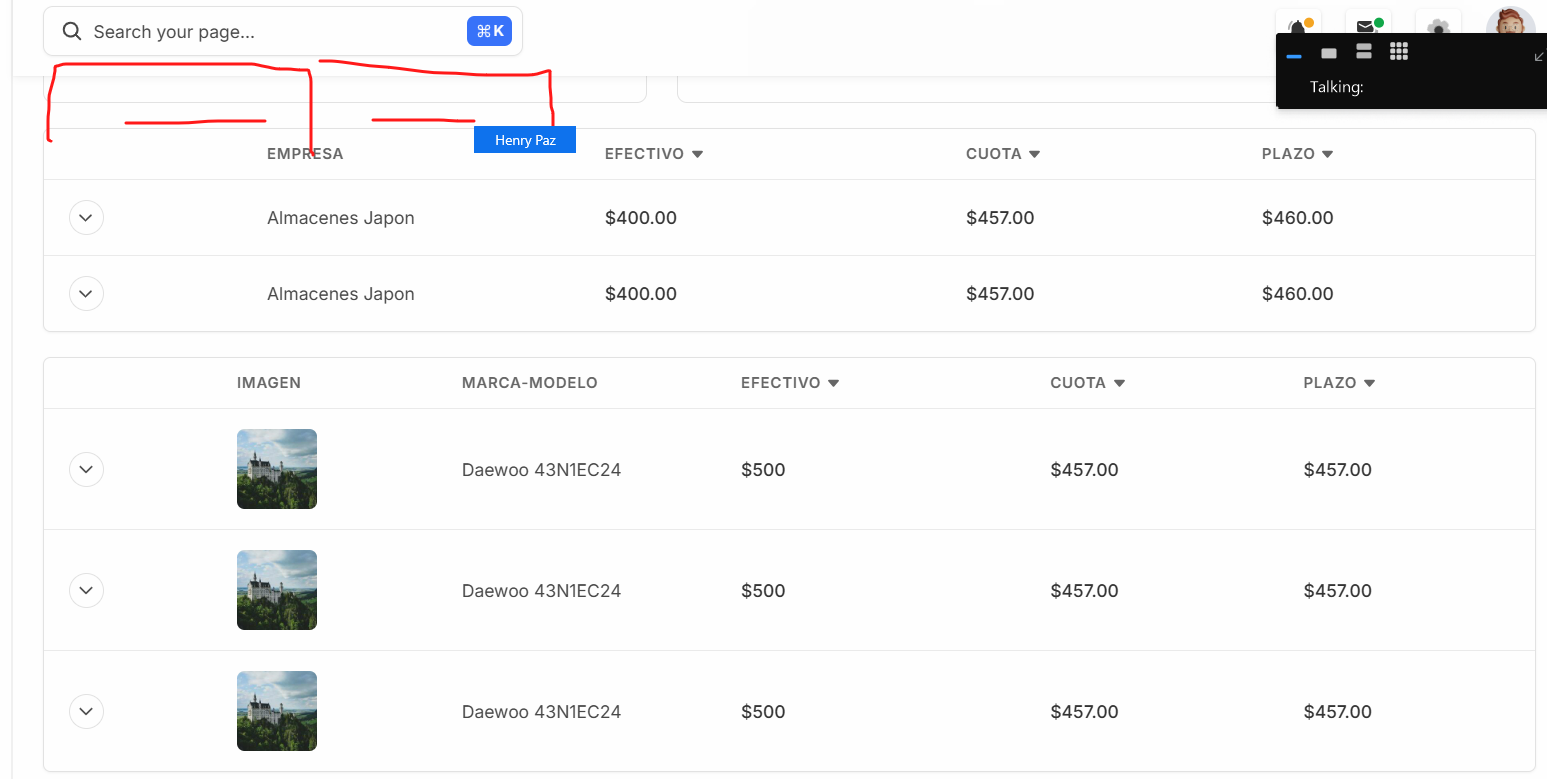 Search your page... ⌘K
Talking:
Henry Paz
EMPRESA EFECTIVO CUOTA PLAZO
Almacenes Japon $400.00 $457.00 $460.00
Almacenes Japon $400.00 $457.00 $460.00
IMAGEN MARCA-MODELO EFECTIVO CUOTA PLAZO
Daewoo 43N1EC24 $500 $457.00 $457.00
Daewoo 43N1EC24 $500 $457.00 $457.00
Daewoo 43N1EC24 $500 $457.00 $457.00